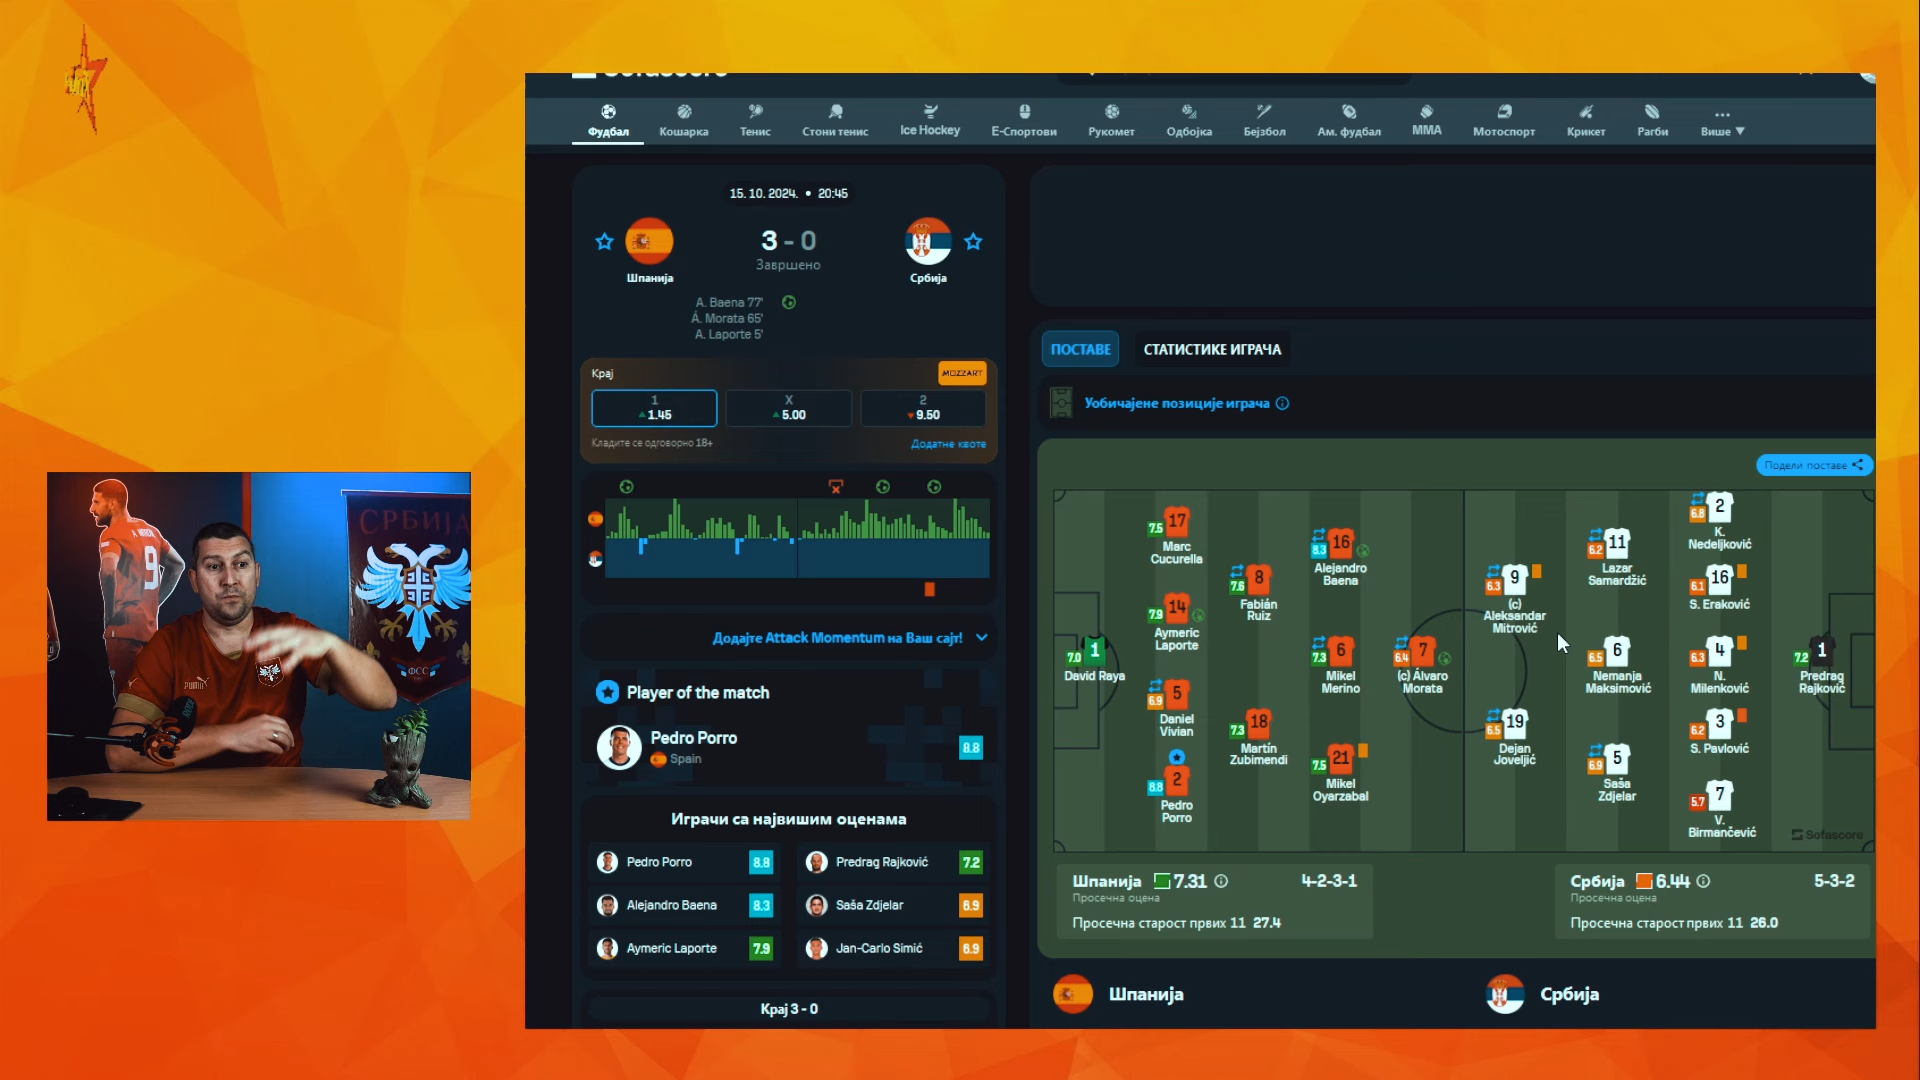 Sofascore
Фудбал
Кошарка
Тенис
Стони тенис
Ice Hockey
Е-Спортови
Рукомет
Одбојка
Бејзбол
Ам. фудбал
MMA
Мотоспорт
Крикет
Рагби
Више ▼
15. 10. 2024. • 20:45
3 - 0
Завршено
Шпанија
Србија
A. Baena 77'
Á. Morata 65'
A. Laporte 5'
Крај
MOZZART
1
1.45
X
5.00
2
9.50
Кладите се одговорно 18+
Додатне квоте
Додајте Attack Momentum на Ваш сајт!
Player of the match
Pedro Porro
Spain
8.8
Играчи са највишим оценама
Pedro Porro 8.8
Predrag Rajković 7.2
Alejandro Baena 8.3
Saša Zdjelar 6.9
Aymeric Laporte 7.9
Jan-Carlo Simić 6.9
Крај 3 - 0
ПОСТАВЕ
СТАТИСТИКЕ ИГРАЧА
Уобичајене позиције играча
Подели поставе
1
7.0
David Raya
17
7.5
Marc
Cucurella
14
7.9
Aymeric
Laporte
5
6.9
Daniel
Vivian
2
8.8
Pedro
Porro
8
7.6
Fabián
Ruiz
18
7.3
Martín
Zubimendi
16
8.3
Alejandro
Baena
6
7.3
Mikel
Merino
21
7.5
Mikel
Oyarzabal
7
6.4
(c) Álvaro
Morata
9
6.3
(c)
Aleksandar
Mitrović
19
6.5
Dejan
Joveljić
11
6.2
Lazar
Samardžić
6
6.5
Nemanja
Maksimović
5
6.9
Saša
Zdjelar
2
6.8
K.
Nedeljković
16
6.1
S. Eraković
4
6.3
N.
Milenković
3
6.2
S. Pavlović
7
5.7
V.
Birmančević
1
7.2
Predrag
Rajković
Sofascore
Шпанија 7.31
4-2-3-1
Просечна оцена
Просечна старост првих 11 27.4
Србија 6.44
5-3-2
Просечна оцена
Просечна старост првих 11 26.0
Шпанија
Србија
СРБИЈА
ФСС
9
PUMA